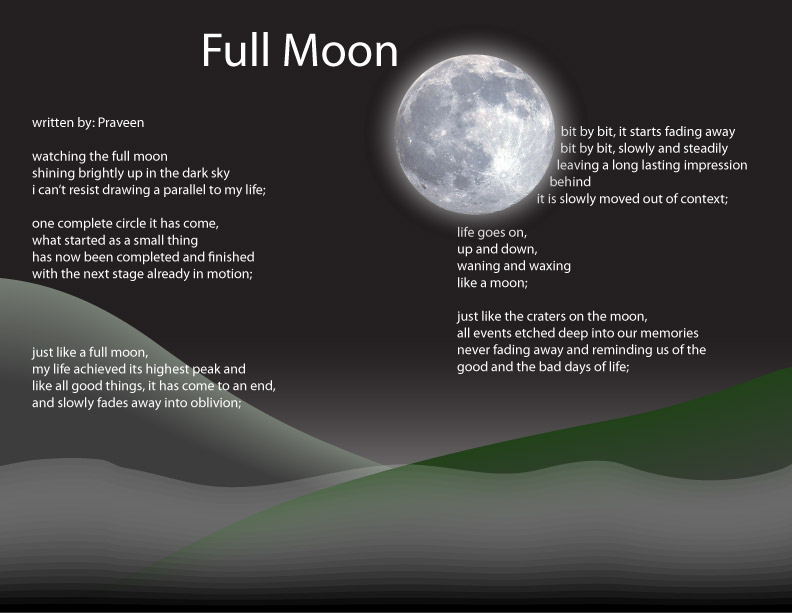 Full Moon
written by: Praveen
watching the full moon
shining brightly up in the dark sky
i can't resist drawing a parallel to my life;
one complete circle it has come,
what started as a small thing
has now been completed and finished
with the next stage already in motion;
just like a full moon,
my life achieved its highest peak and
like all good things, it has come to an end,
and slowly fades away into oblivion;
bit by bit, it starts fading away
bit by bit, slowly and steadily
leaving a long lasting impression
behind
it is slowly moved out of context;
life goes on,
up and down,
waning and waxing
like a moon;
just like the craters on the moon,
all events etched deep into our memories
never fading away and reminding us of the
good and the bad days of life;